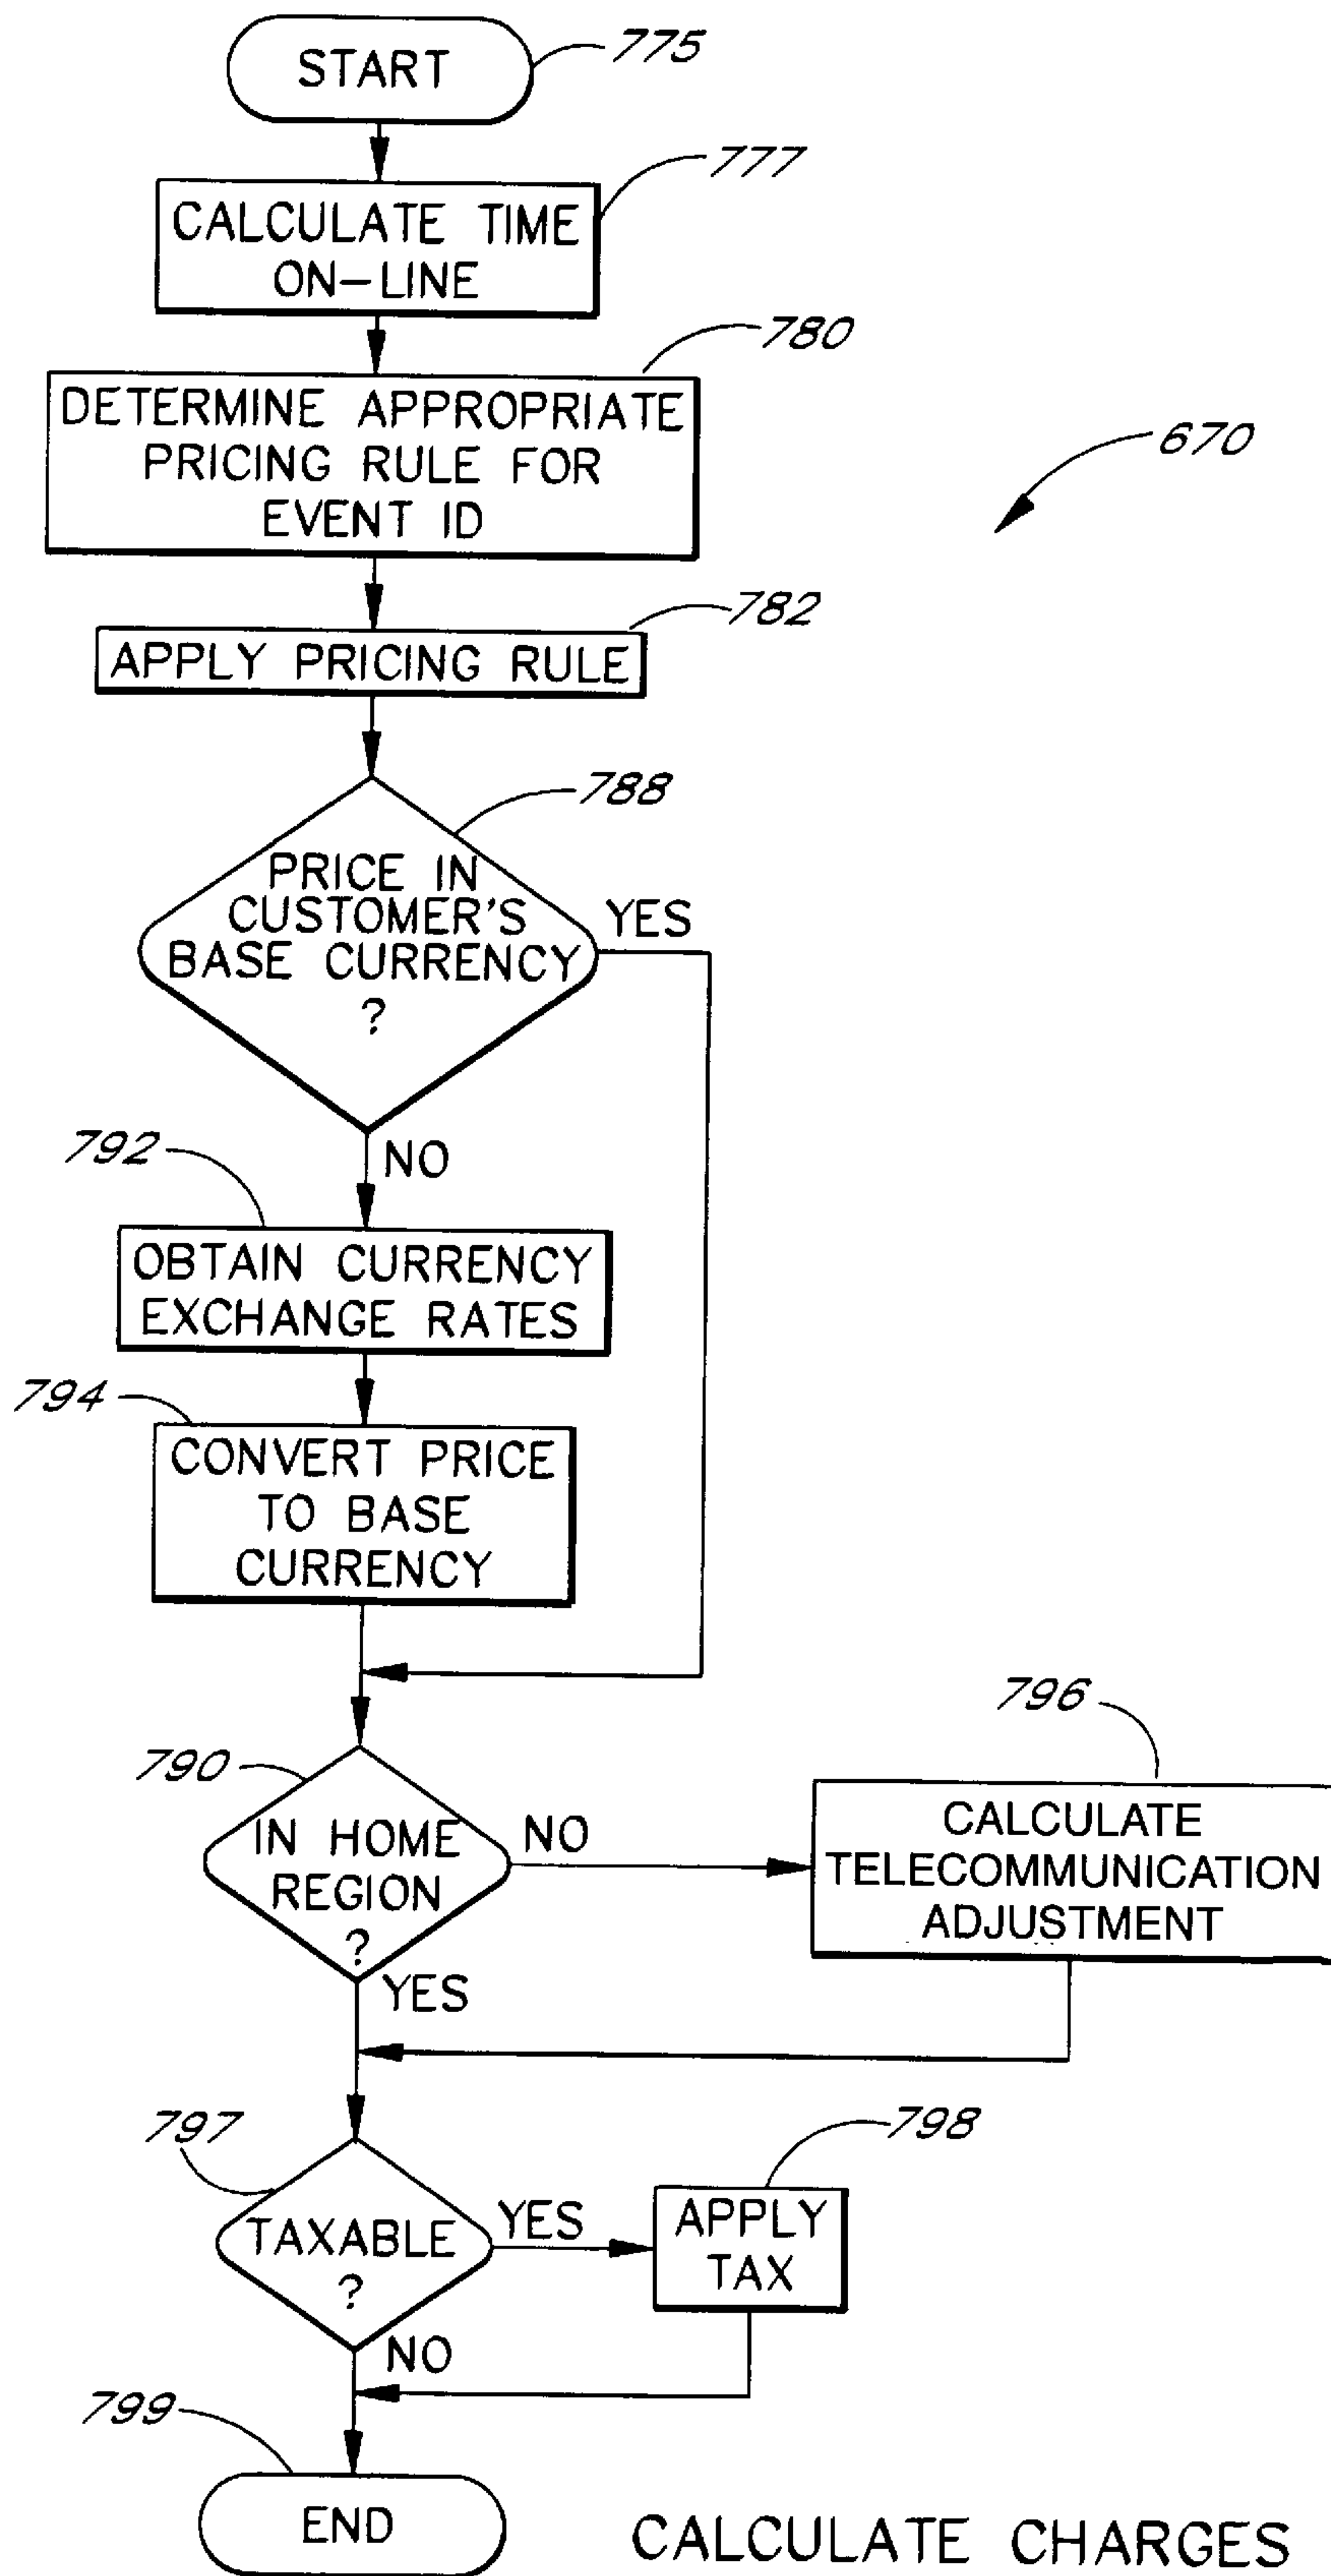 START
775
777
CALCULATE TIME
ON-LINE
780
DETERMINE APPROPRIATE
PRICING RULE FOR
EVENT ID
670
782
APPLY PRICING RULE
788
PRICE IN
CUSTOMER'S
BASE CURRENCY
?
YES
NO
792
OBTAIN CURRENCY
EXCHANGE RATES
794
CONVERT PRICE
TO BASE
CURRENCY
790
IN HOME
REGION
?
NO
YES
796
CALCULATE
TELECOMMUNICATION
ADJUSTMENT
797
TAXABLE
?
YES
NO
798
APPLY
TAX
799
END
CALCULATE CHARGES